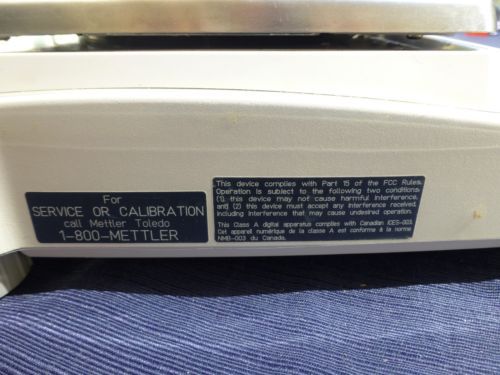 For
SERVICE OR CALIBRATION
call Mettler Toledo
1-800-METTLER
This device complies with Part 15 of the FCC Rules.
Operation is subject to the following two conditions:
(1), this device may not cause harmful interference,
and (2) this device must accept any interference received,
including interference that may cause undesired operation.
This Class A digital apparatus complies with Canadian ICES-003.
Cet appareil numérique de la classe A est conforme à la norme
NMB-003 du Canada.